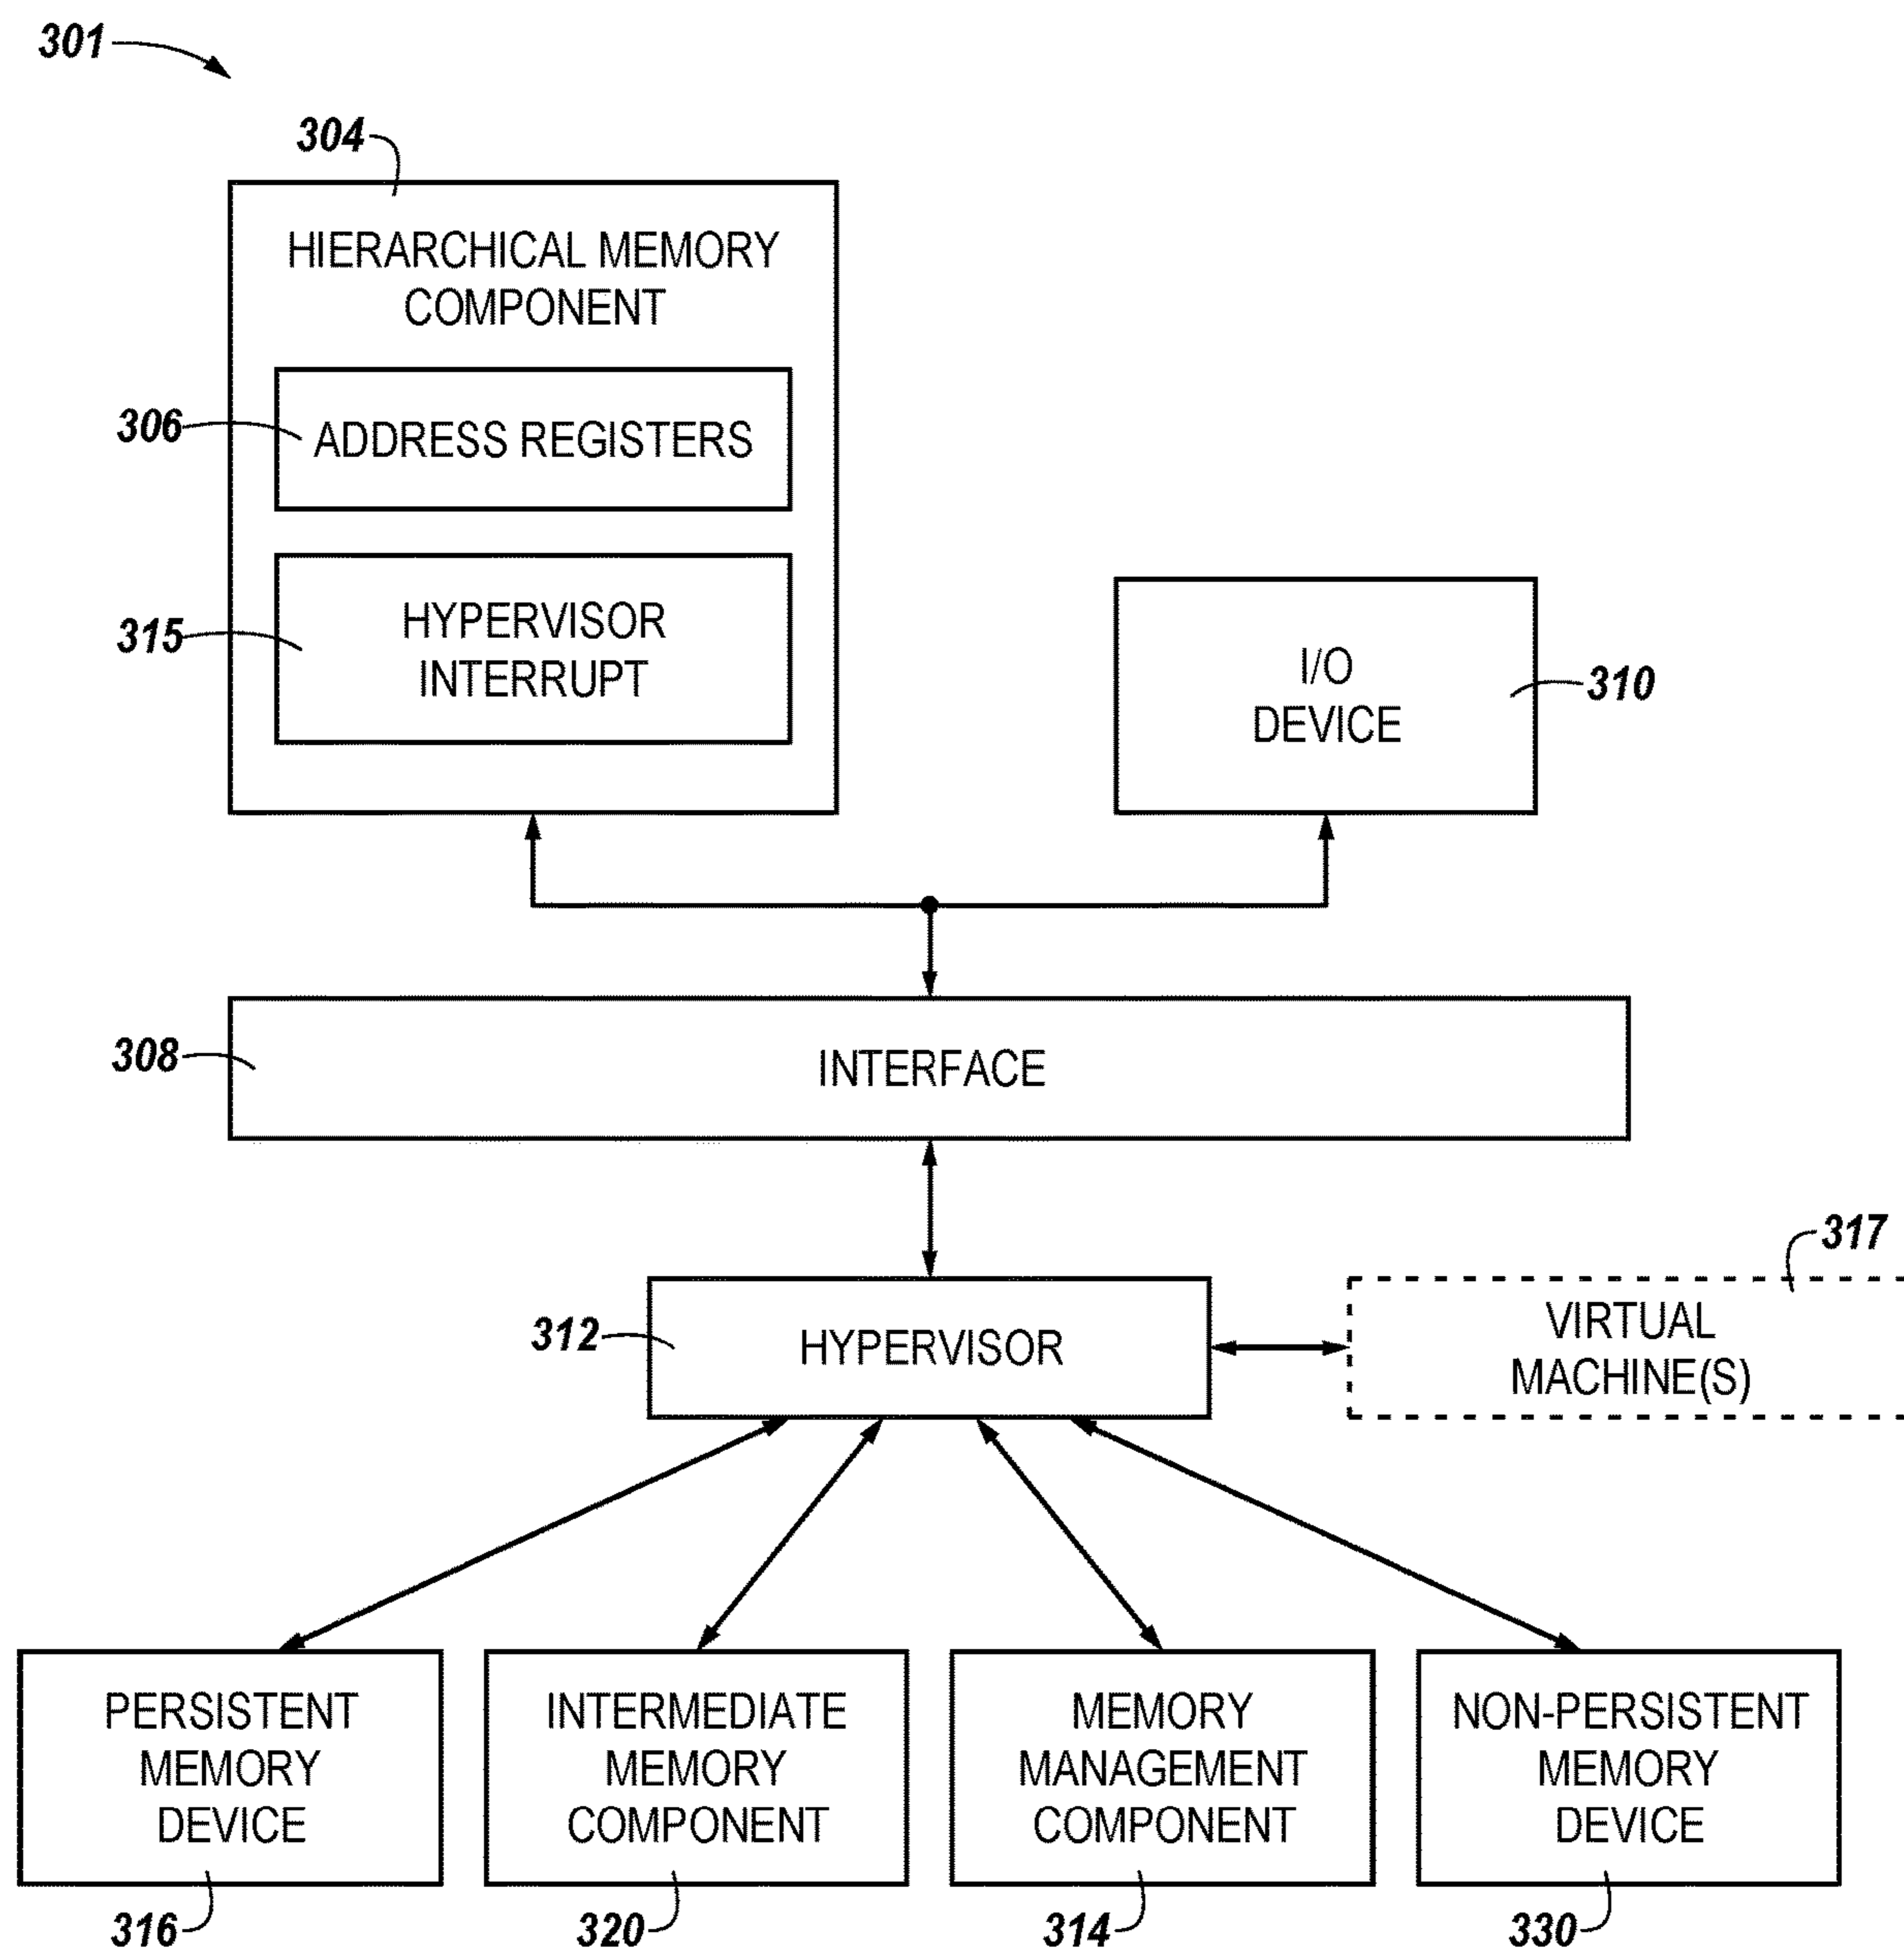 301
304
HIERARCHICAL MEMORY
COMPONENT
306
ADDRESS REGISTERS
315
HYPERVISOR
INTERRUPT
I/O
DEVICE
310
308
INTERFACE
317
312
HYPERVISOR
VIRTUAL
MACHINE(S)
PERSISTENT
MEMORY
DEVICE
INTERMEDIATE
MEMORY
COMPONENT
MEMORY
MANAGEMENT
COMPONENT
NON-PERSISTENT
MEMORY
DEVICE
316
320
314
330